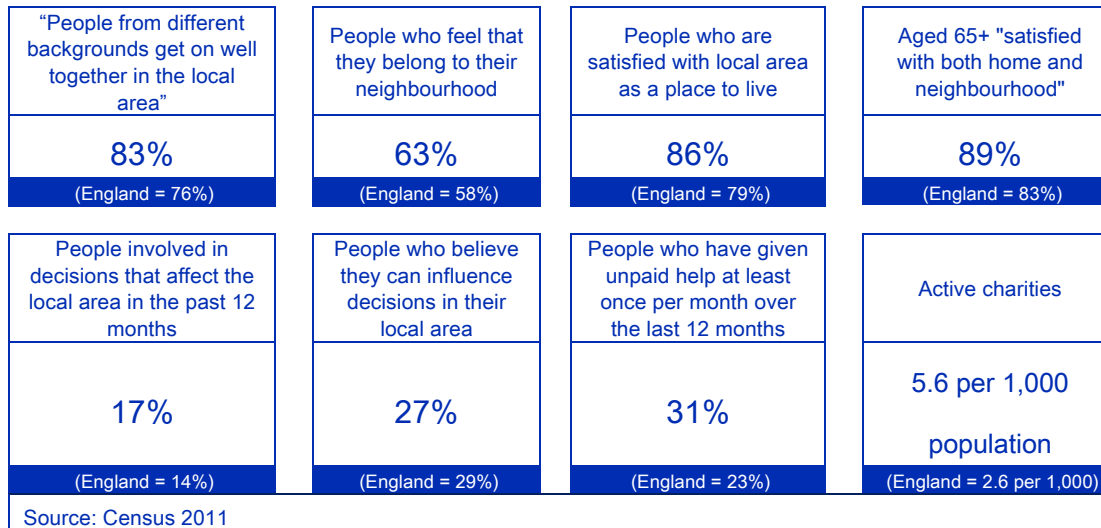 “People from different
backgrounds get on well
together in the local
area”
83%
(England = 76%)
People who feel that
they belong to their
neighbourhood
63%
(England = 58%)
People who are
satisfied with local area
as a place to live
86%
(England = 79%)
Aged 65+ "satisfied
with both home and
neighbourhood"
89%
(England = 83%)
People involved in
decisions that affect the
local area in the past 12
months
17%
(England = 14%)
People who believe
they can influence
decisions in their
local area
27%
(England = 29%)
People who have given
unpaid help at least
once per month over
the last 12 months
31%
(England = 23%)
Active charities
5.6 per 1,000
population
(England = 2.6 per 1,000)
Source: Census 2011